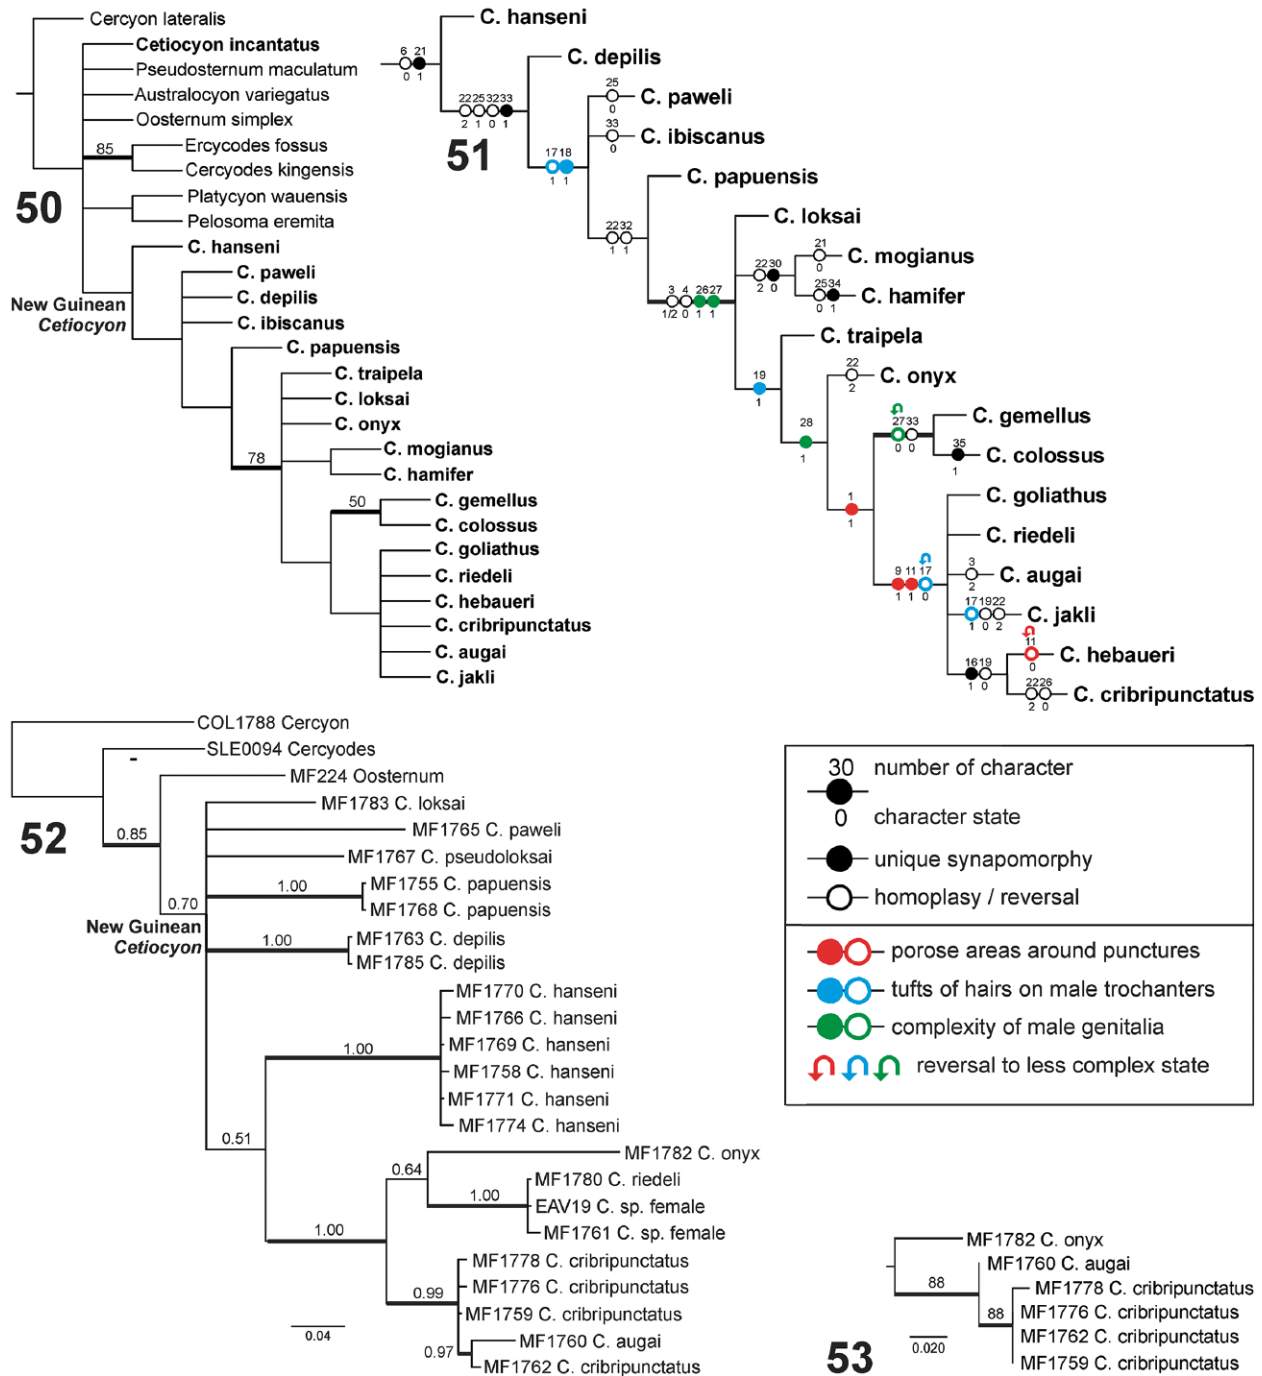 Cercyon lateralis
Cetiocyon incantatus
Pseudosternum maculatum
Australocyon variegatus
Oosternum simplex
85
Ercycodes fossus
Cercyodes kingensis
50
Platycyon wauensis
Pelosoma eremita
C. hanseni
New Guinean
Cetiocyon
C. paweli
C. depilis
C. ibiscanus
C. papuensis
C. traipela
C. loksai
C. onyx
78
C. mogianus
C. hamifer
50
C. gemellus
C. colossus
C. goliathus
C. riedeli
C. hebaueri
C. cribripunctatus
C. augai
C. jakli
51
C. hanseni
6 21
0 1
C. depilis
22 25 32 33
2 1 0 1
25
0
C. paweli
33
0
C. ibiscanus
17 18
1 1
C. papuensis
22 32
1 1
C. loksai
21
0
C. mogianus
22 30
2 0
25 34
0 1
C. hamifer
3 4 26 27
1/2 0 1 1
C. traipela
19
1
22
2
C. onyx
28
1
C. gemellus
27 33
0 0
35
1
C. colossus
1
1
C. goliathus
C. riedeli
9 11 17
1 1 0
3
2
C. augai
17 19 22
1 0 2
C. jakli
11
0
C. hebaueri
16 19
1 0
22 26
2 0
C. cribripunctatus
52
COL1788 Cercyon
SLE0094 Cercyodes
-
MF224 Oosternum
0.85
MF1783 C. loksai
MF1765 C. paweli
MF1767 C. pseudoloksai
1.00
MF1755 C. papuensis
MF1768 C. papuensis
0.70
New Guinean
Cetiocyon
1.00
MF1763 C. depilis
MF1785 C. depilis
MF1770 C. hanseni
MF1766 C. hanseni
1.00
MF1769 C. hanseni
MF1758 C. hanseni
MF1771 C. hanseni
MF1774 C. hanseni
0.51
MF1782 C. onyx
0.64
MF1780 C. riedeli
1.00
EAV19 C. sp. female
MF1761 C. sp. female
1.00
MF1778 C. cribripunctatus
MF1776 C. cribripunctatus
0.99
MF1759 C. cribripunctatus
MF1760 C. augai
0.97
MF1762 C. cribripunctatus
0.04
30
number of character
0
character state
unique synapomorphy
homoplasy / reversal
porose areas around punctures
tufts of hairs on male trochanters
complexity of male genitalia
reversal to less complex state
53
MF1782 C. onyx
MF1760 C. augai
88
MF1778 C. cribripunctatus
88
MF1776 C. cribripunctatus
MF1762 C. cribripunctatus
MF1759 C. cribripunctatus
0.020